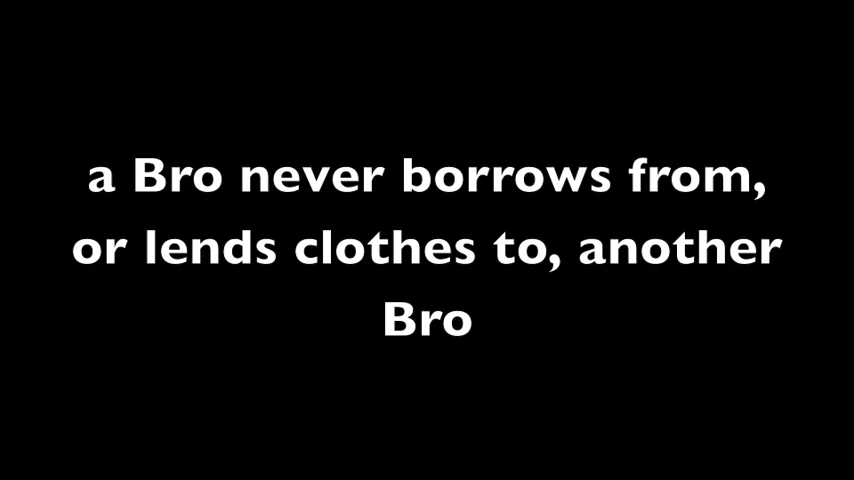 a Bro never borrows from,
or lends clothes to, another
Bro